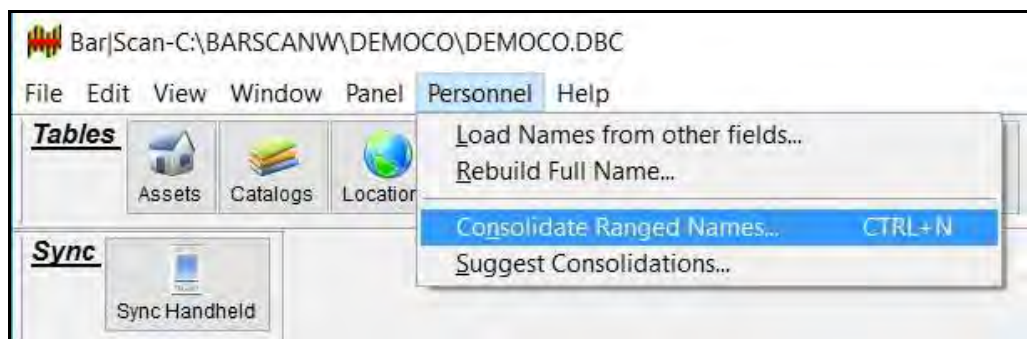 Bar|Scan-C:\BARSCANW\DEMOCO\DEMOCO.DBC
File Edit View Window Panel Personnel Help
Tables
Assets Catalogs Location
Load Names from other fields...
Rebuild Full Name...
Consolidate Ranged Names... CTRL+N
Suggest Consolidations...
Sync
Sync Handheld